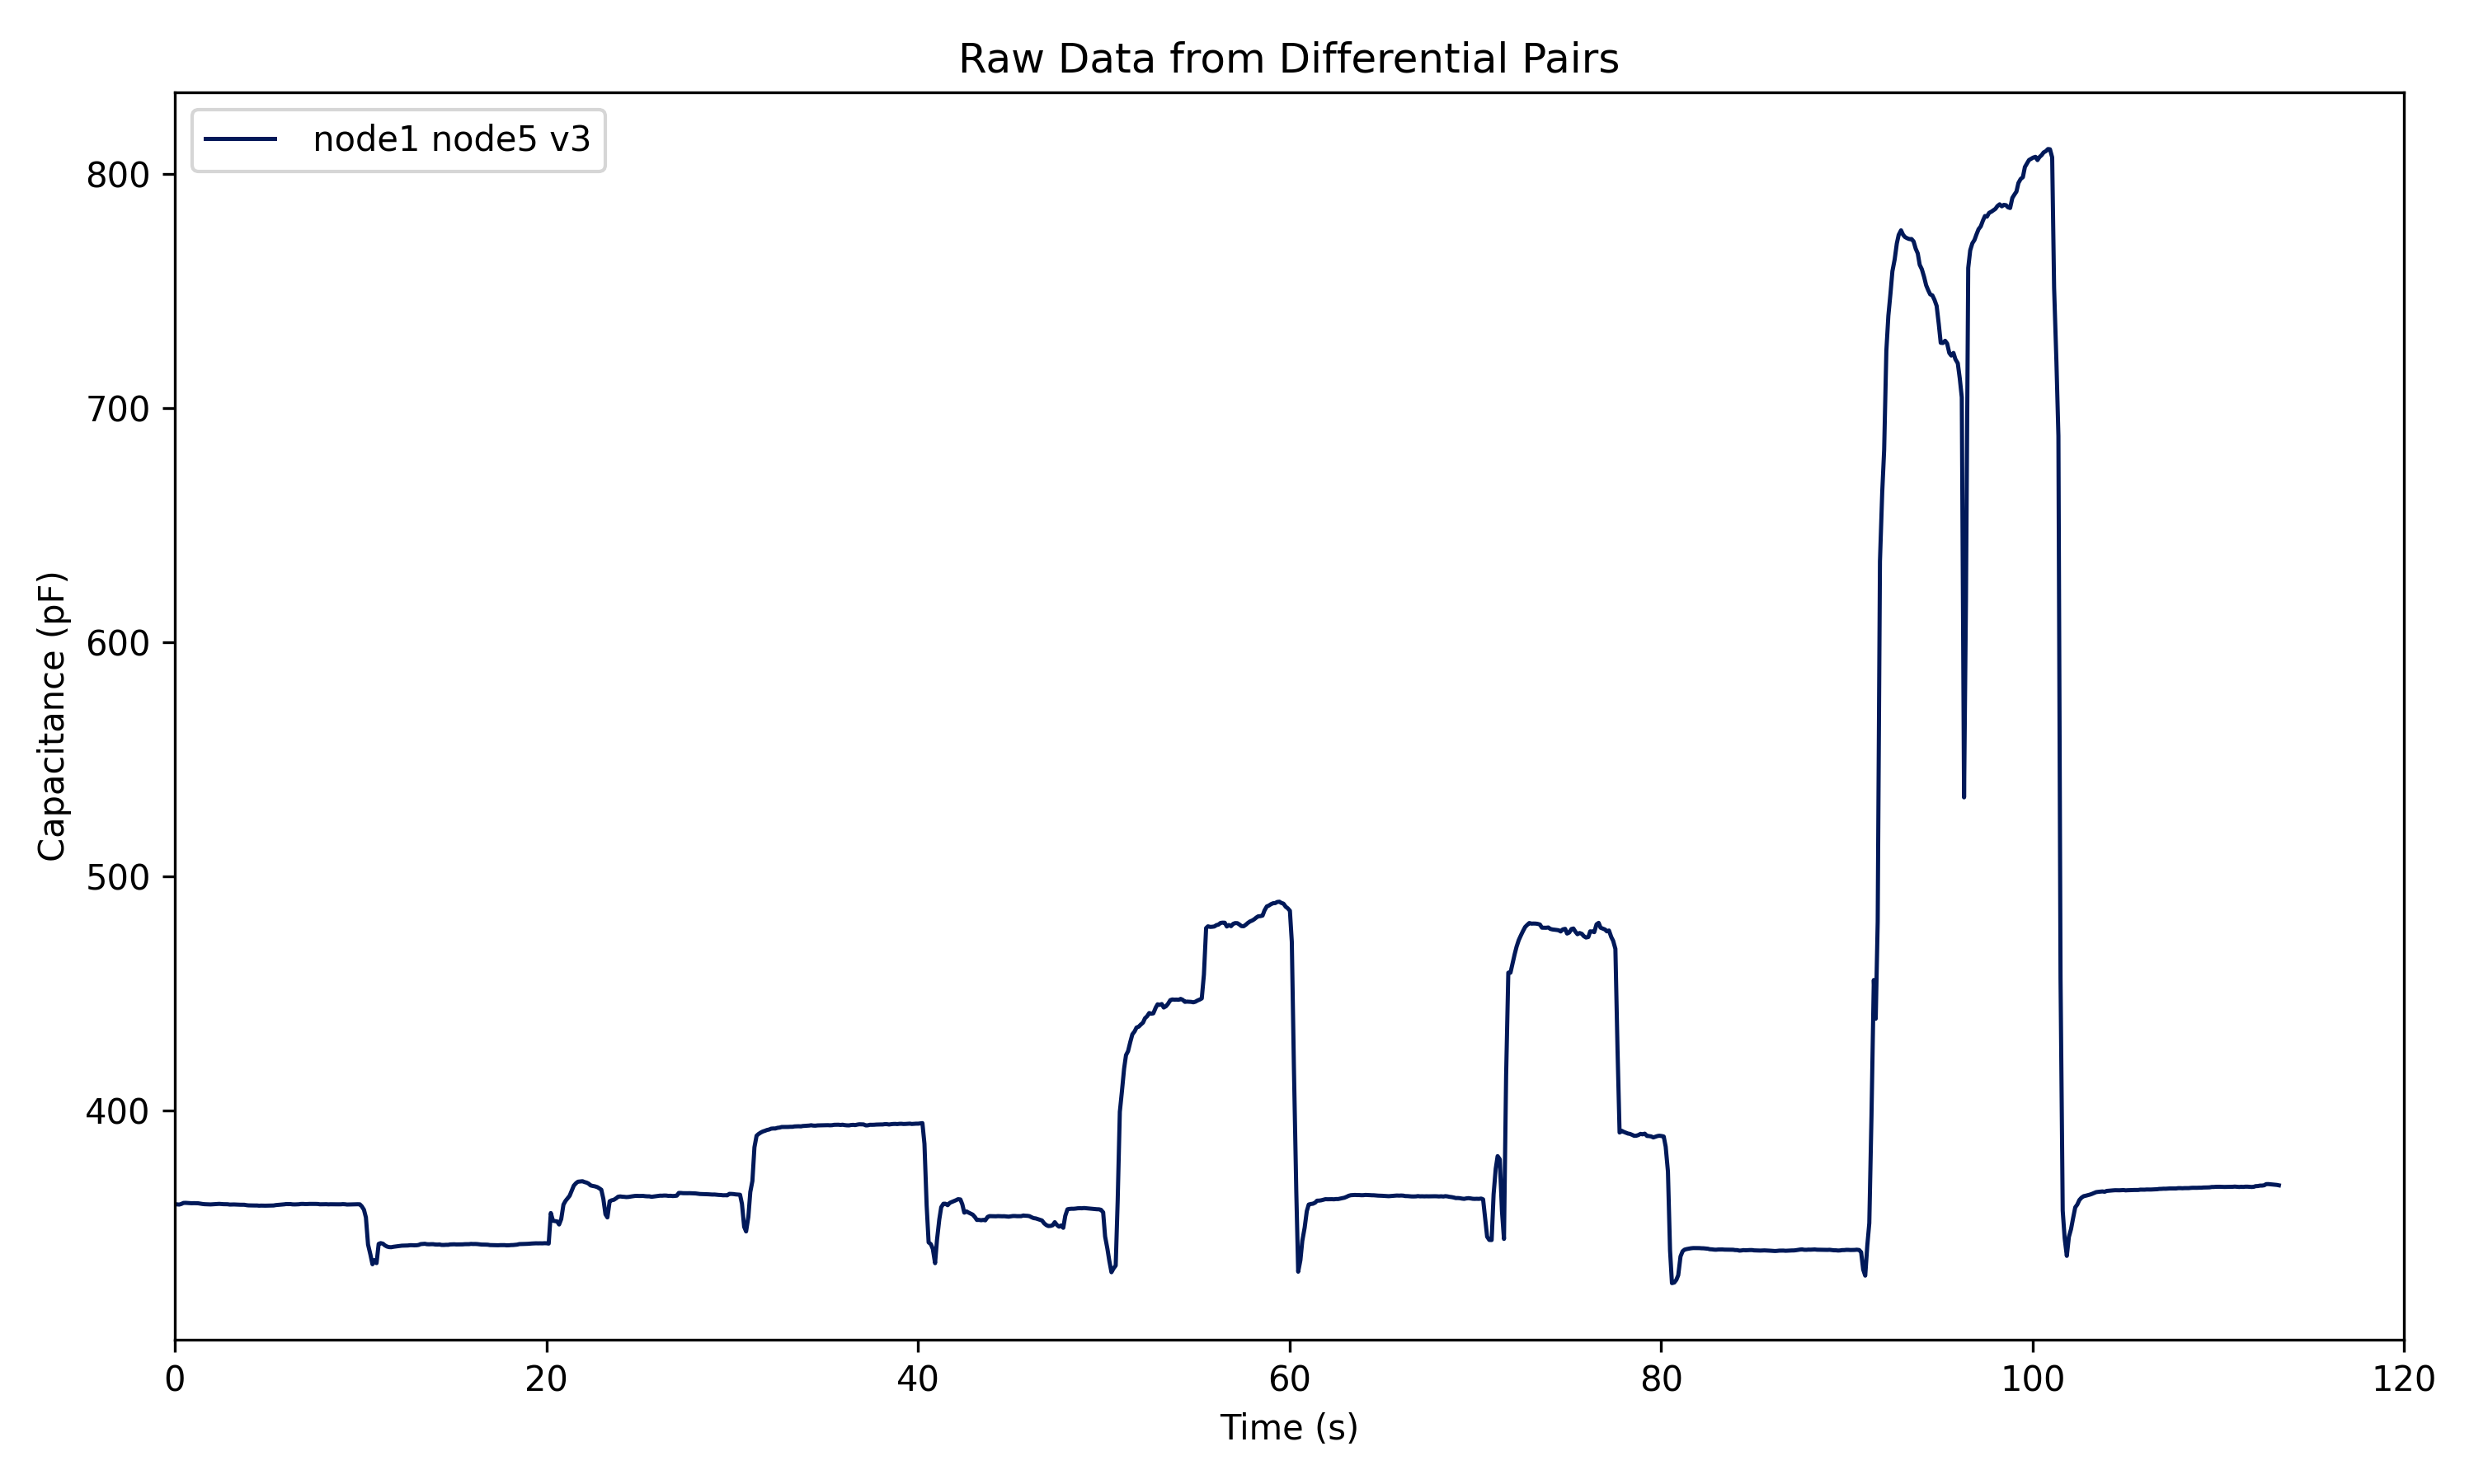 Raw Data from Differential Pairs
node1 node5 v3
Capacitance (pF)
800
700
600
500
400
0 20 40 60 80 100 120
Time (s)